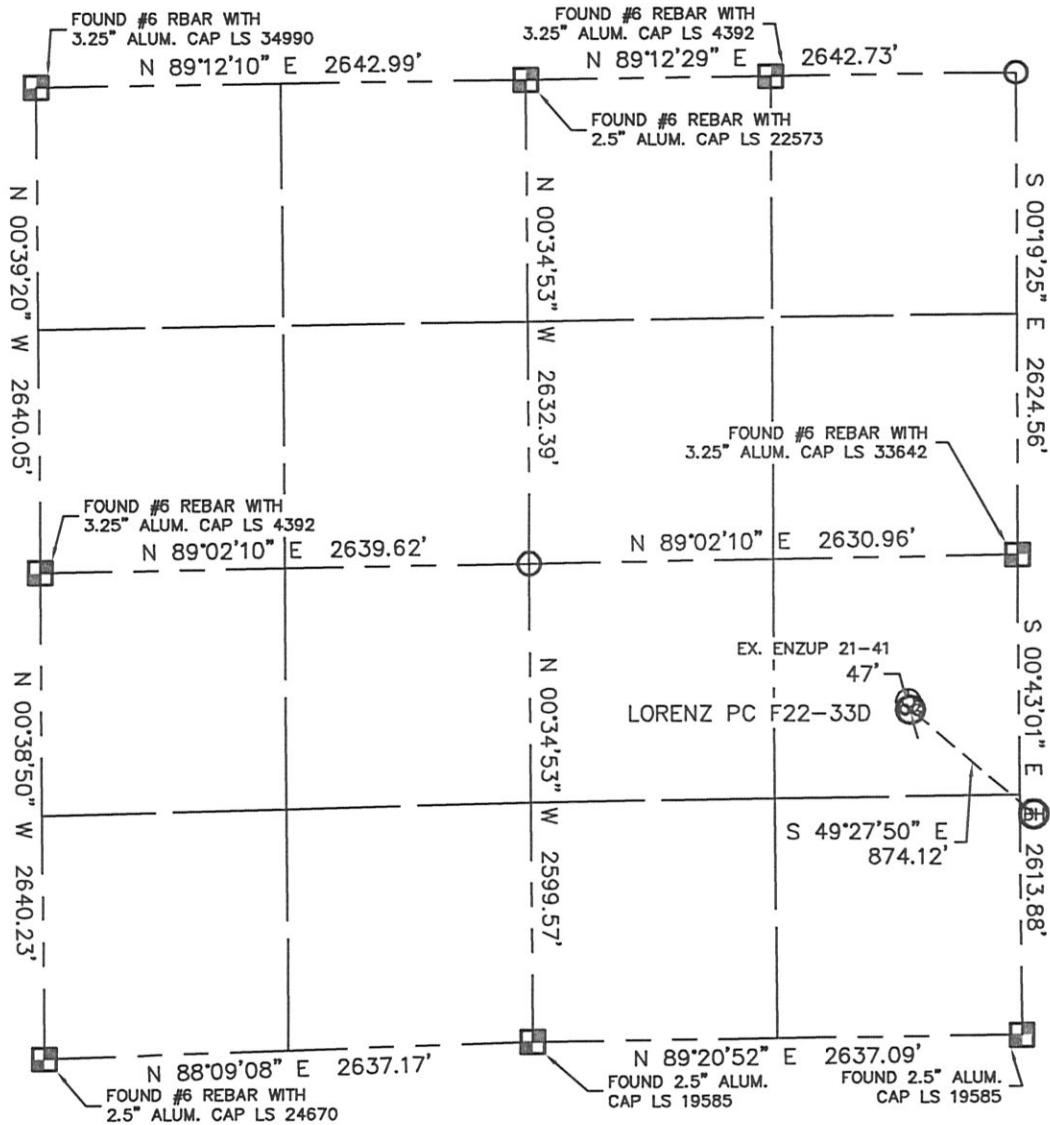 FOUND #6 RBAR WITH
3.25" ALUM. CAP LS 34990
N 89°12'10" E 2642.99'
FOUND #6 REBAR WITH
3.25" ALUM. CAP LS 4392
N 89°12'29" E 2642.73'
FOUND #6 REBAR WITH
2.5" ALUM. CAP LS 22573
N 00°39'20" W 2640.05'
N 00°34'53" W 2632.39'
S 00°19'25" E 2624.56'
FOUND #6 REBAR WITH
3.25" ALUM. CAP LS 33642
FOUND #6 REBAR WITH
3.25" ALUM. CAP LS 4392
N 89°02'10" E 2639.62'
N 89°02'10" E 2630.96'
EX. ENZUP 21-41
47'
LORENZ PC F22-33D
N 00°38'50" W 2640.23'
N 00°34'53" W 2599.57'
S 00°43'01" E 2613.88'
S 49°27'50" E
874.12'
N 88°09'08" E 2637.17'
FOUND #6 REBAR WITH
2.5" ALUM. CAP LS 24670
N 89°20'52" E 2637.09'
FOUND 2.5" ALUM.
CAP LS 19585
FOUND 2.5" ALUM.
CAP LS 19585